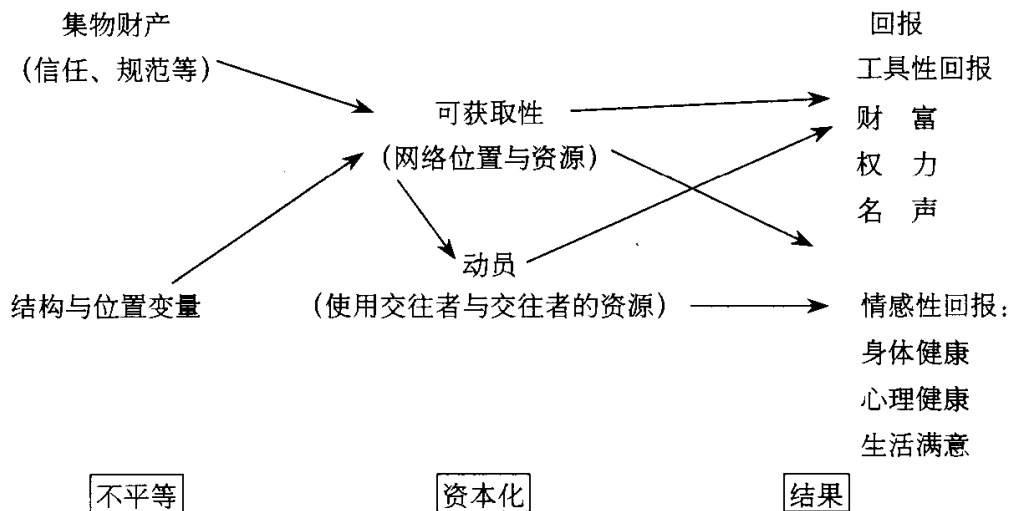 集物财产
(信任、规范等)
结构与位置变量
不平等
可获取性
(网络位置与资源)
动员
(使用交往者与交往者的资源)
资本化
回报
工具性回报
财 富
权 力
名 声
情感性回报:
身体健康
心理健康
生活满意
结果